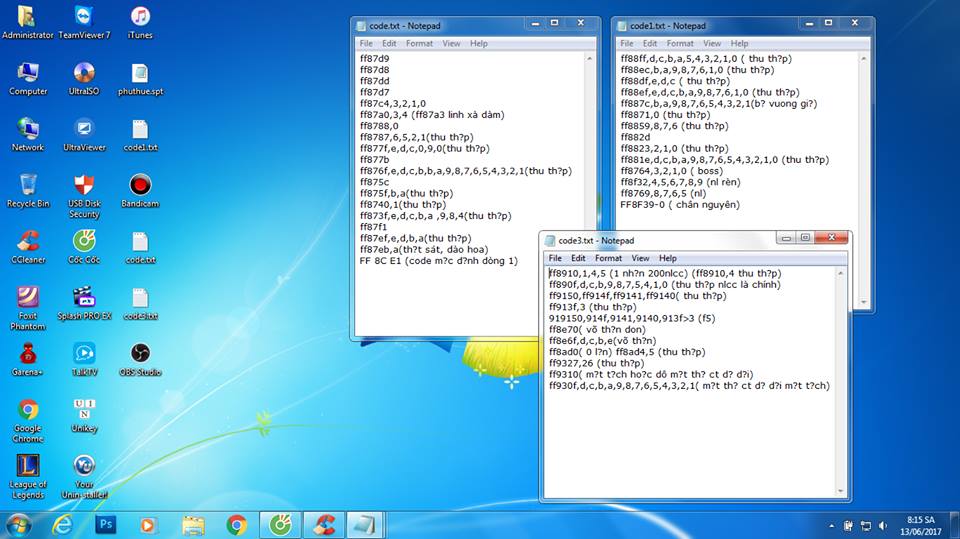 Administrator
TeamViewer 7
iTunes
Computer
UltraISO
phuthue.spt
Network
UltraViewer
code1.txt
Recycle Bin
USB Disk Security
Bandicam
CCleaner
Cốc Cốc
code.txt
Foxit Phantom
Splash PRO EX
code3.txt
Garena+
TalkTV
OBS Studio
Google Chrome
Unikey
League of Legends
Your Unin-staller!
code.txt - Notepad
File Edit Format View Help
ff87d9
ff87d8
ff87dd
ff87d7
ff87c4,3,2,1,0
ff87a0,3,4 (ff87a3 linh xà dàm)
ff8788,0
ff8787,6,5,2,1(thu th?p)
ff877f,e,d,c,0,9,0(thu th?p)
ff877b
ff876f,e,d,c,b,b,a,9,8,7,6,5,4,3,2,1(thu th?p)
ff875c
ff875f,b,a(thu th?p)
ff8740,1(thu th?p)
ff873f,e,d,c,b,a ,9,8,4(thu th?p)
ff87f1
ff87ef,e,d,b,a(thu th?p)
ff87eb,a(th?t sát, dào hoa)
FF 8C E1 (code m?c d?nh dòng 1)
code1.txt - Notepad
File Edit Format View Help
ff88ff,d,c,b,a,5,4,3,2,1,0 ( thu th?p)
ff88ec,b,a,9,8,7,6,1,0 (thu th?p)
ff88df,e,d,c ( thu th?p)
ff88ef,e,d,c,b,a,9,8,7,6,1,0 (thu th?p)
ff887c,b,a,9,8,7,6,5,4,3,2,1(b? vuong gi?)
ff8871,0 (thu th?p)
ff8859,8,7,6 (thu th?p)
ff882d
ff8823,2,1,0 (thu th?p)
ff881e,d,c,b,a,9,8,7,6,5,4,3,2,1,0 (thu th?p)
ff8764,3,2,1,0 ( boss)
ff8f32,4,5,6,7,8,9 (nl rèn)
ff8769,8,7,6,5 (nl)
FF8F39-0 ( chân nguyên)
code3.txt - Notepad
File Edit Format View Help
ff8910,1,4,5 (1 nh?n 200nlcc) (ff8910,4 thu th?p)
ff890f,d,c,b,9,8,7,5,4,1,0 (thu th?p nlcc là chính)
ff9150,ff914f,ff9141,ff9140( thu th?p)
ff913f,3 (thu th?p)
919150,914f,9141,9140,913f>3 (f5)
ff8e70( võ th?n don)
ff8e6f,d,c,b,e(võ th?n)
ff8ad0( 0 l?n) ff8ad4,5 (thu th?p)
ff9327,26 (thu th?p)
ff9310( m?t t?ch ho?c dô m?t th? ct d? d?i)
ff930f,d,c,b,a,9,8,7,6,5,4,3,2,1( m?t th? ct d? d?i m?t t?ch)
8:15 SA
13/06/2017